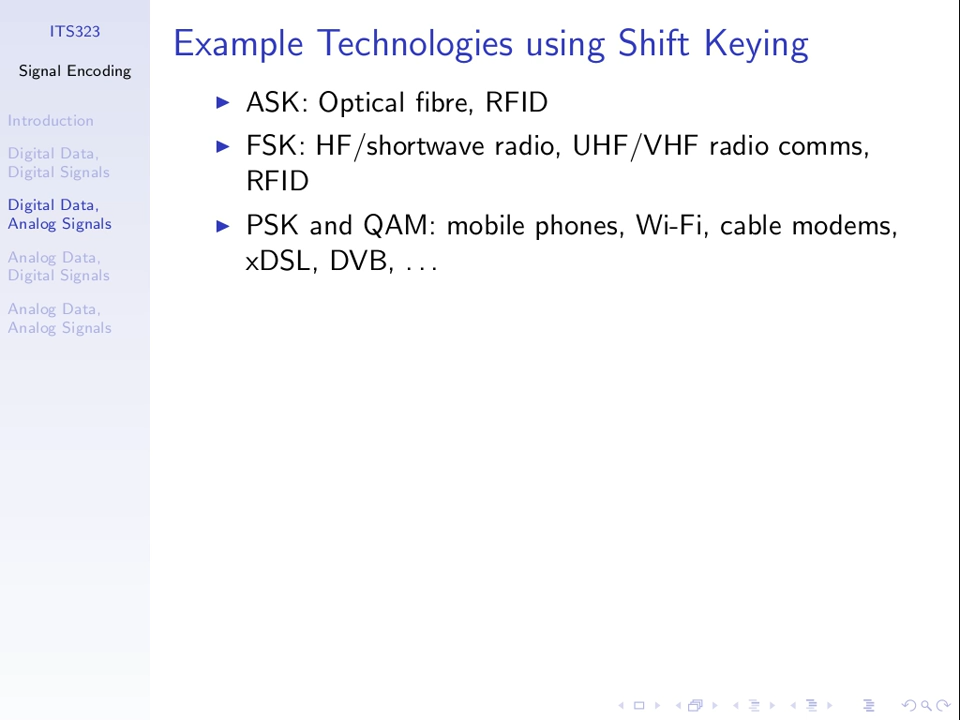 ITS323
Signal Encoding
Introduction
Digital Data,
Digital Signals
Digital Data,
Analog Signals
Analog Data,
Digital Signals
Analog Data,
Analog Signals
Example Technologies using Shift Keying
▶ ASK: Optical fibre, RFID
▶ FSK: HF/shortwave radio, UHF/VHF radio comms,
RFID
▶ PSK and QAM: mobile phones, Wi-Fi, cable modems,
xDSL, DVB, . . .